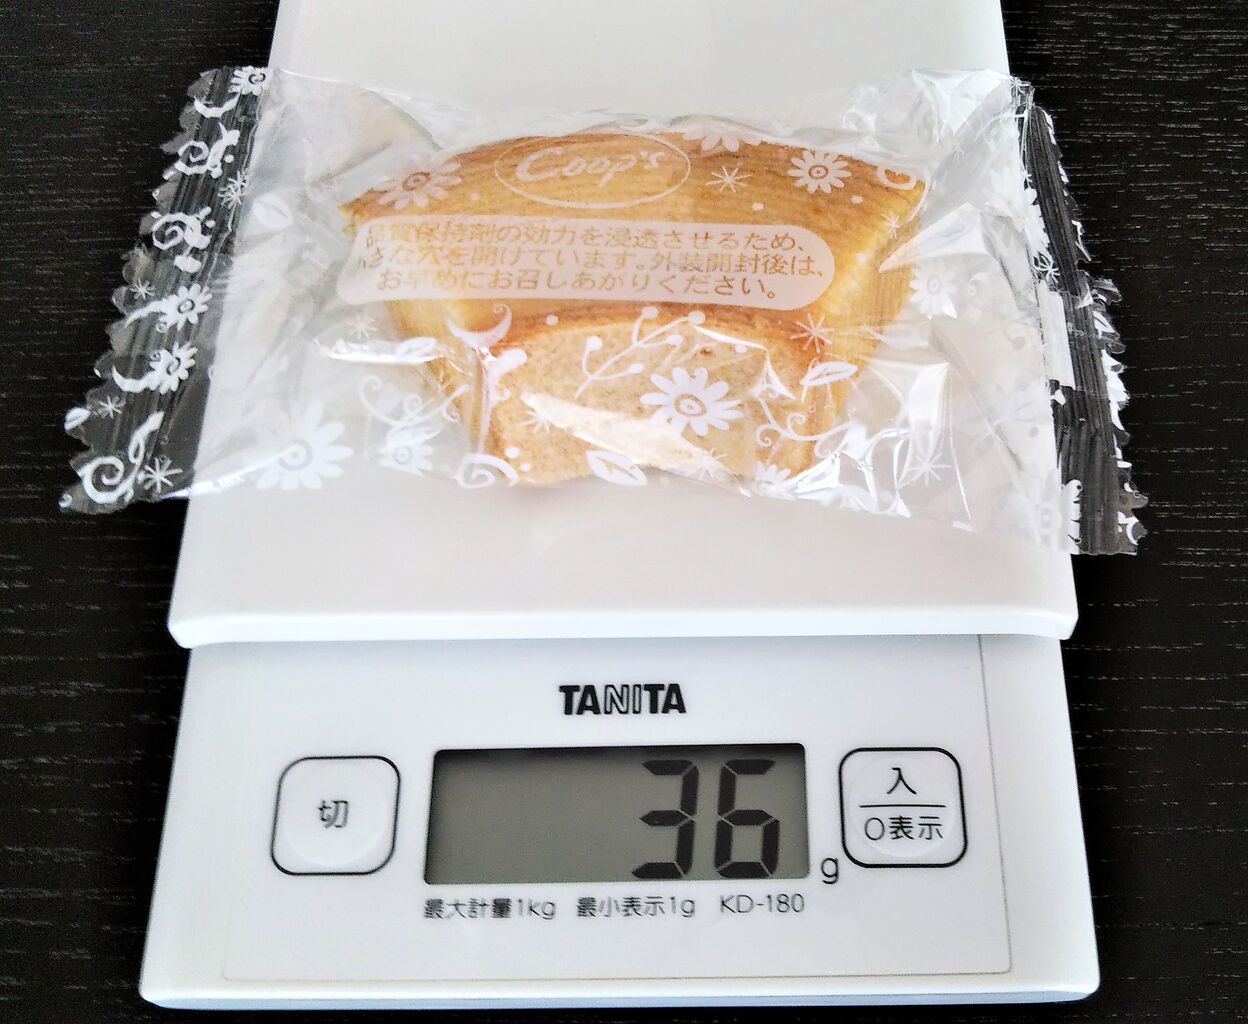 Coop's
品質保持剤の効力を浸透させるため、
小さな穴を開けています。外装開封後は、
お早めにお召しあがりください。
TANITA
切
36
g
入
0表示
最大計量1kg 最小表示1g KD-180